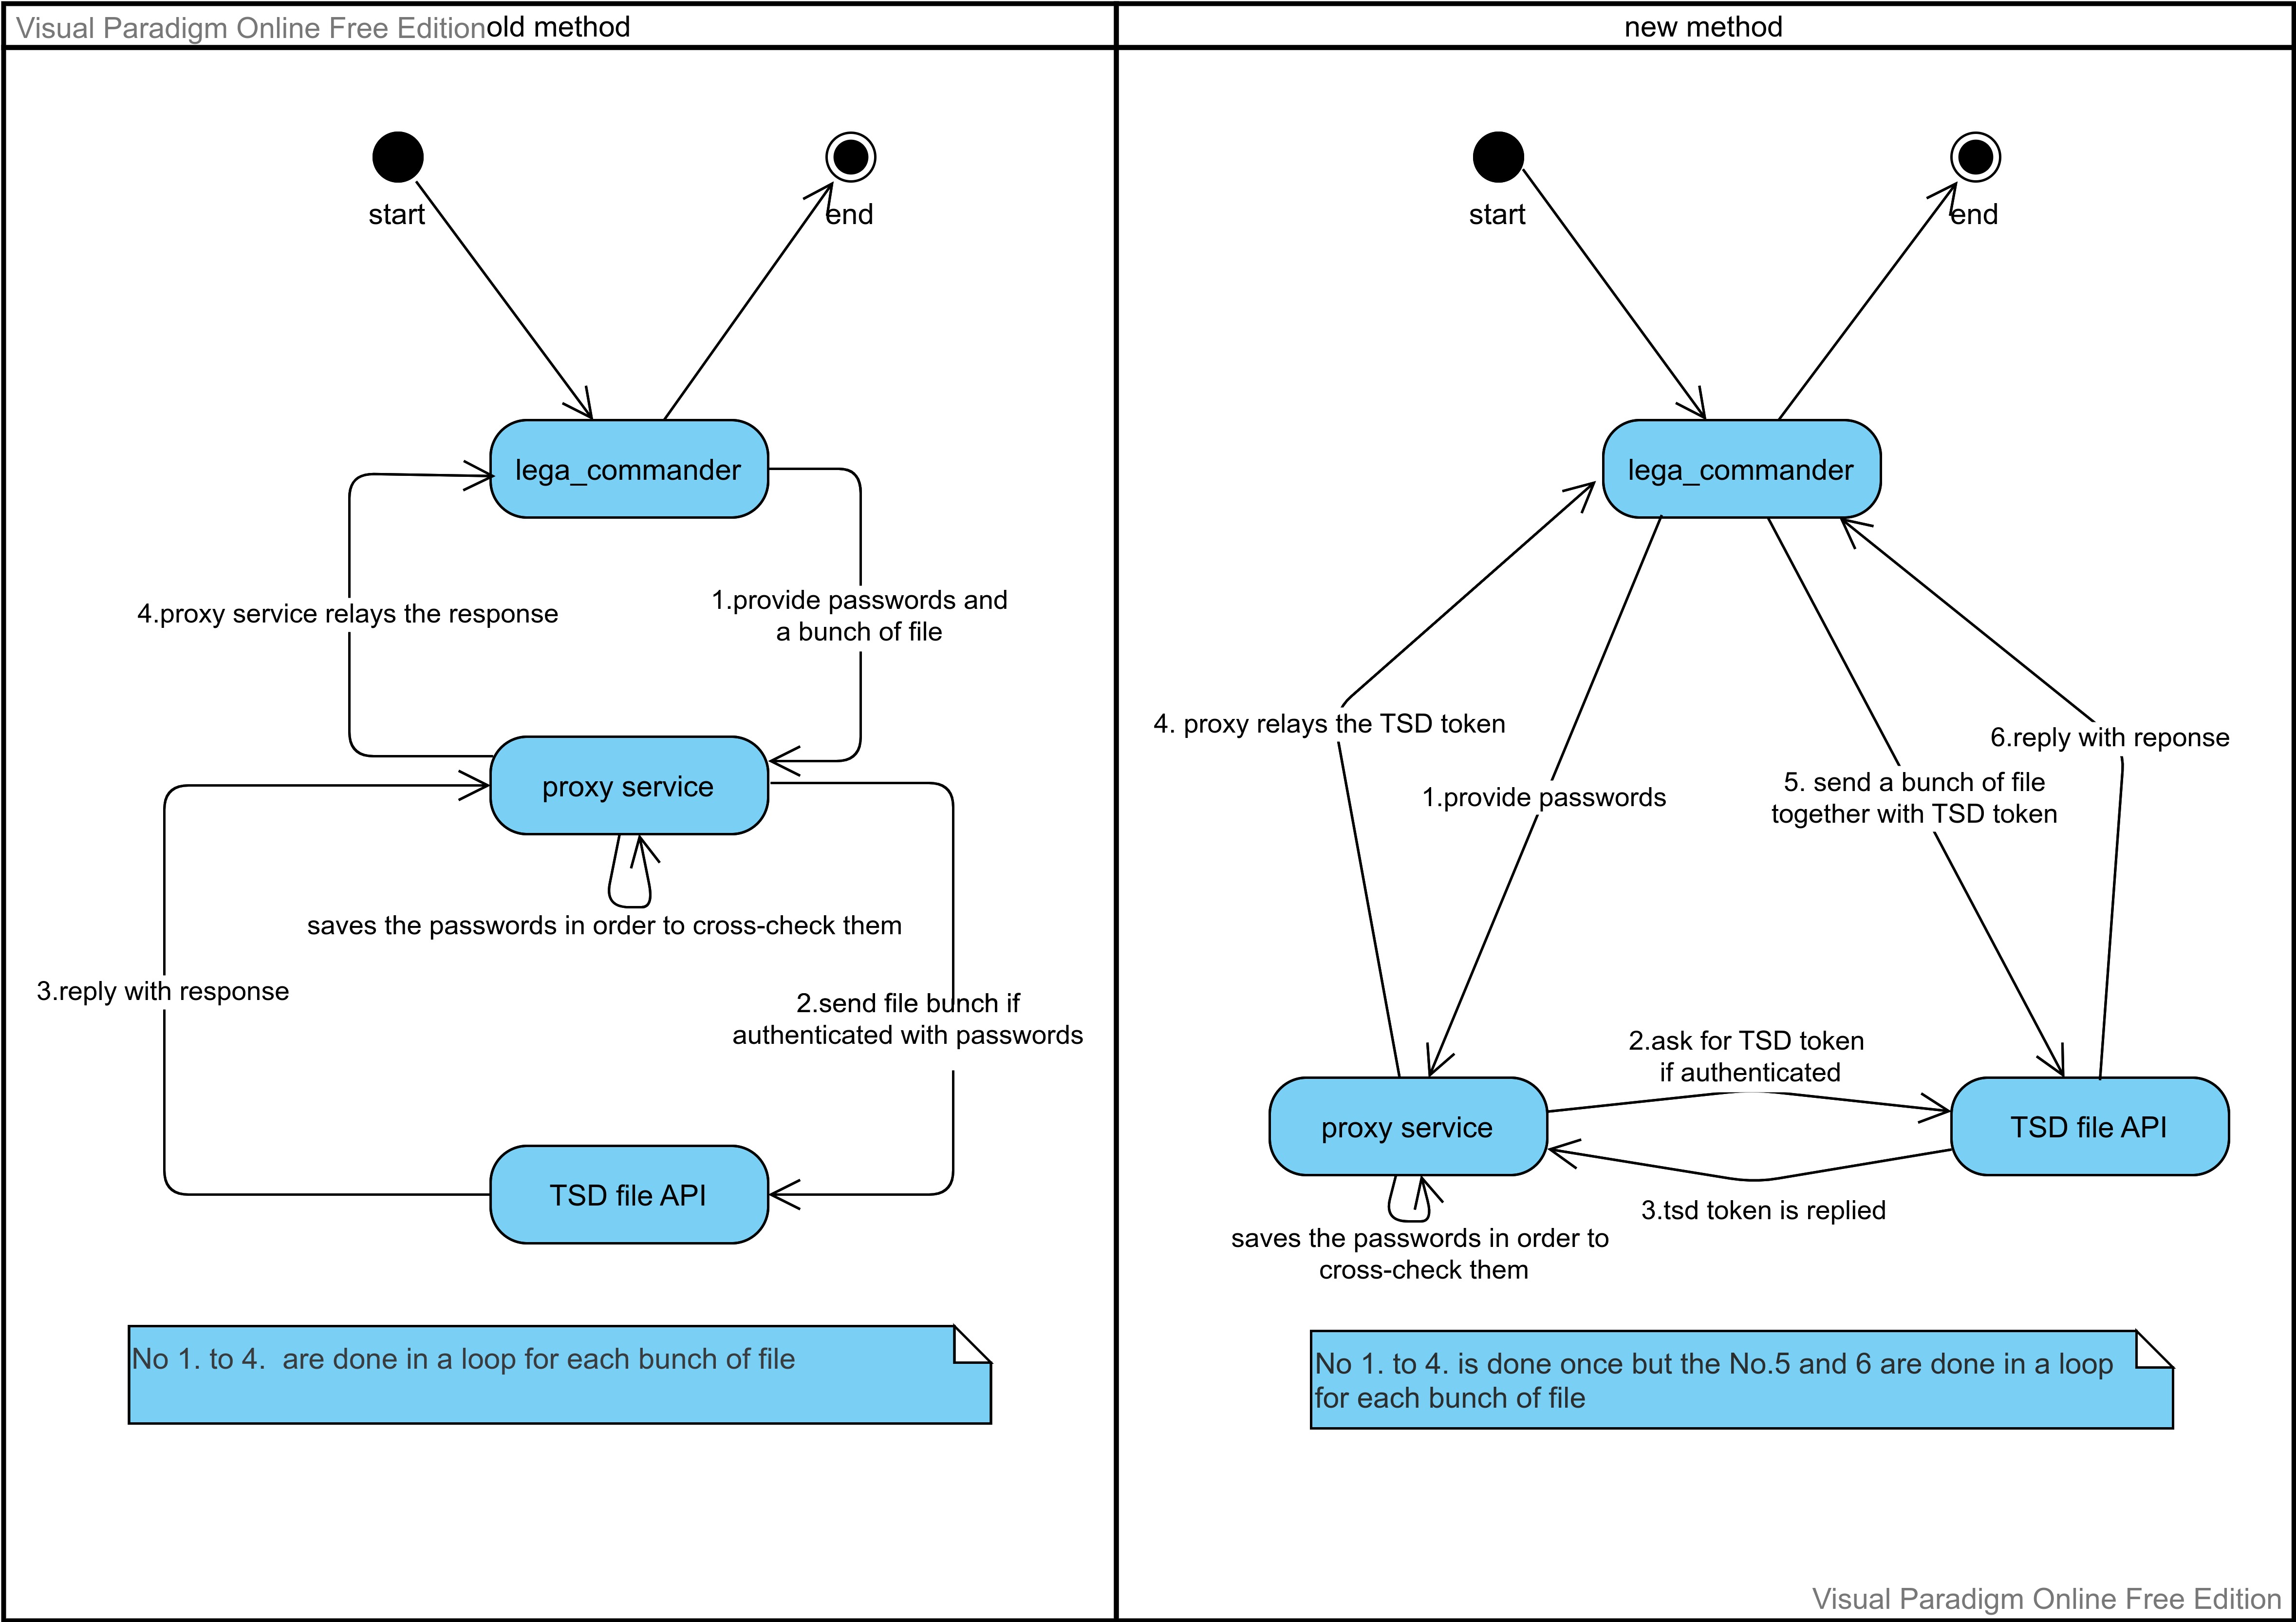 Visual Paradigm Online Free Edition
old method
start
end
lega_commander
4.proxy service relays the response
1.provide passwords and
a bunch of file
proxy service
saves the passwords in order to cross-check them
3.reply with response
2.send file bunch if
authenticated with passwords
TSD file API
No 1. to 4.  are done in a loop for each bunch of file
new method
start
end
lega_commander
4. proxy relays the TSD token
1.provide passwords
6.reply with reponse
5. send a bunch of file
together with TSD token
2.ask for TSD token
if authenticated
proxy service
TSD file API
3.tsd token is replied
saves the passwords in order to
cross-check them
No 1. to 4. is done once but the No.5 and 6 are done in a loop
for each bunch of file
Visual Paradigm Online Free Edition